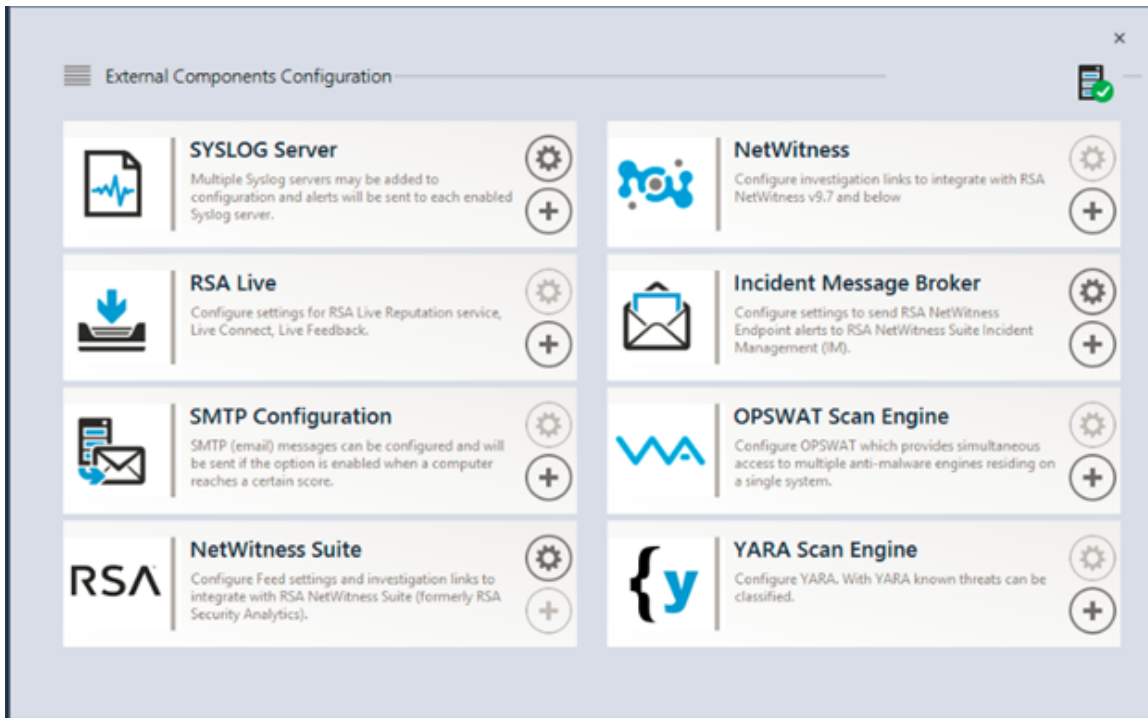 ×
External Components Configuration
SYSLOG Server
Multiple Syslog servers may be added to
configuration and alerts will be sent to each enabled
Syslog server.
NetWitness
Configure investigation links to integrate with RSA
NetWitness v9.7 and below
RSA Live
Configure settings for RSA Live Reputation service,
Live Connect, Live Feedback.
Incident Message Broker
Configure settings to send RSA NetWitness
Endpoint alerts to RSA NetWitness Suite Incident
Management (IM).
SMTP Configuration
SMTP (email) messages can be configured and will
be sent if the option is enabled when a computer
reaches a certain score.
OPSWAT Scan Engine
Configure OPSWAT which provides simultaneous
access to multiple anti-malware engines residing on
a single system.
RSA
NetWitness Suite
Configure Feed settings and investigation links to
integrate with RSA NetWitness Suite (formerly RSA
Security Analytics).
{y
YARA Scan Engine
Configure YARA. With YARA known threats can be
classified.